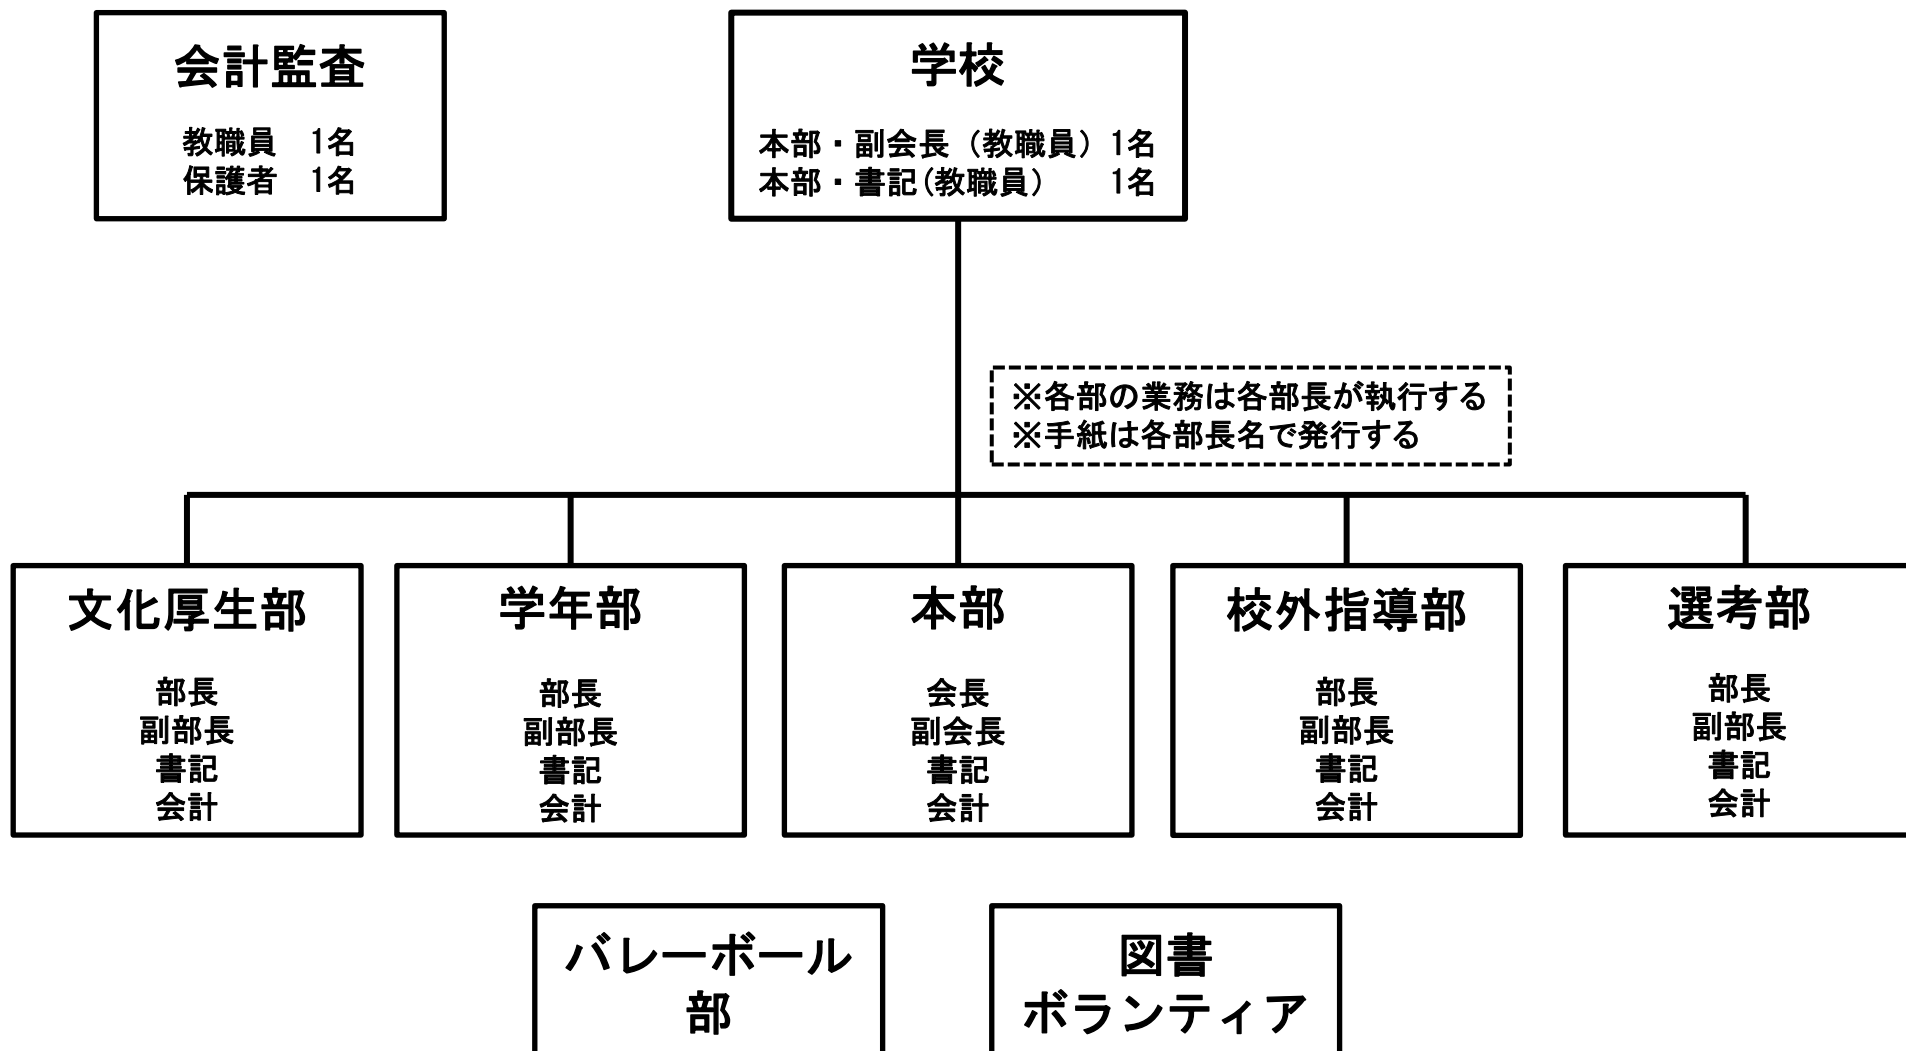 会計監査
教職員　1名
保護者　1名
学校
本部・副会長（教職員）1名
本部・書記(教職員)　　1名
※各部の業務は各部長が執行する
※手紙は各部長名で発行する
文化厚生部
部長
副部長
書記
会計
学年部
部長
副部長
書記
会計
本部
会長
副会長
書記
会計
校外指導部
部長
副部長
書記
会計
選考部
部長
副部長
書記
会計
バレーボール
部
図書
ボランティア